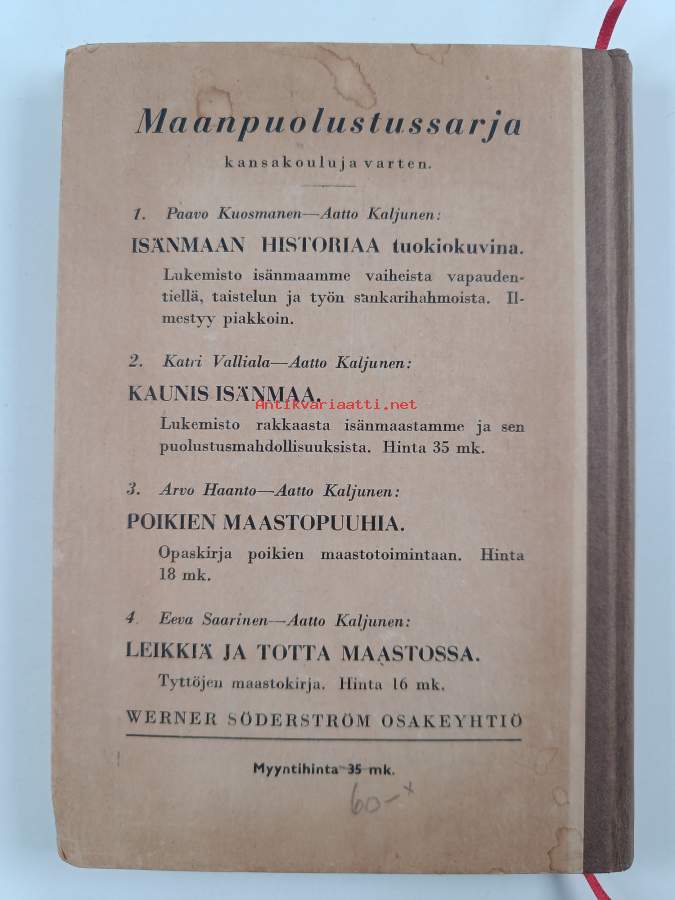 Maanpuolustussarja
kansakouluja varten.
1. Paavo Kuosmanen—Aatto Kaljunen:
ISÄNMAAN HISTORIAA tuokiokuvina.
Lukemisto isänmaamme vaiheista vapauden-
tiellä, taistelun ja työn sankarihahmoista. Il-
mestyy piakkoin.
2. Katri Valliala—Aatto Kaljunen:
KAUNIS ISÄNMAA.
Antikvariaatti.net
Lukemisto rakkaasta isänmaastamme ja sen
puolustusmahdollisuuksista. Hinta 35 mk.
3. Arvo Haanto—Aatto Kaljunen:
POIKIEN MAASTOPUUHIA.
Opaskirja poikien maastotoimintaan. Hinta
18 mk.
4. Eeva Saarinen—Aatto Kaljunen:
LEIKKIÄ JA TOTTA MAASTOSSA.
Tyttöjen maastokirja. Hinta 16 mk.
WERNER SÖDERSTRÖM OSAKEYHTIÖ
Myyntihinta 35 mk.
60-x